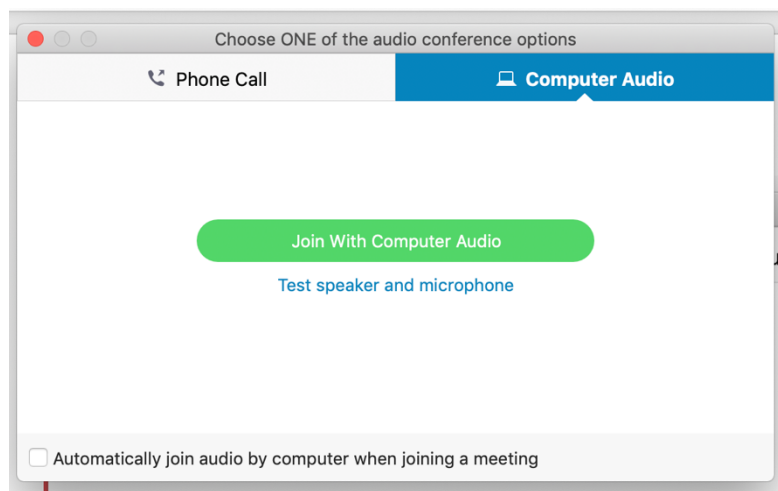 Choose ONE of the audio conference options
Phone Call
Computer Audio
Join With Computer Audio
Test speaker and microphone
Automatically join audio by computer when joining a meeting